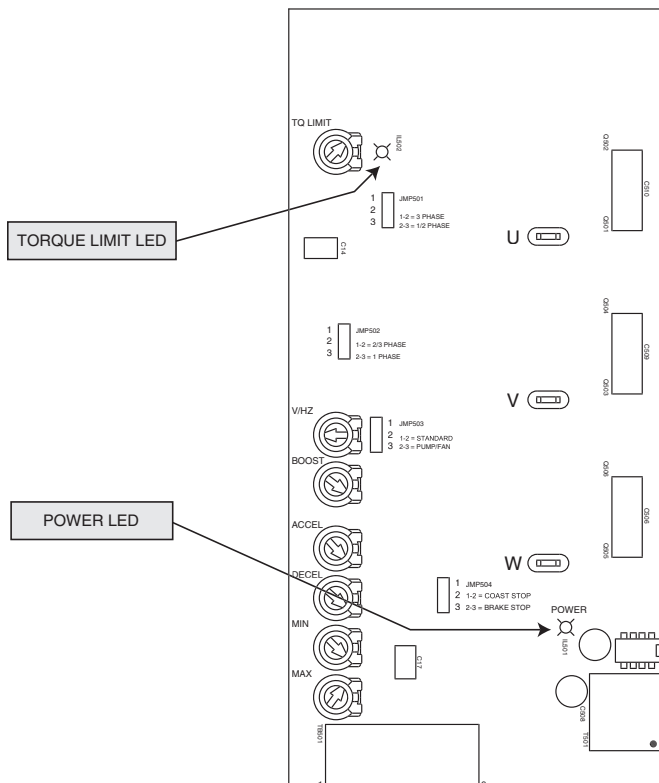 TQ LIMIT
IL502
Q502
C510
Q501
1 JMP501
2
1-2 = 3 PHASE
3 2-3 = 1/2 PHASE
TORQUE LIMIT LED
U
C14
Q504
C509
Q503
1 JMP502
2 1-2 = 2/3 PHASE
3 2-3 = 1 PHASE
V
V/HZ
1 JMP503
2 1-2 = STANDARD
3 2-3 = PUMP/FAN
BOOST
Q506
C506
Q505
POWER LED
ACCEL
W
DECEL
1 JMP504
2 1-2 = COAST STOP
3 2-3 = BRAKE STOP
POWER
IL501
MIN
C17
MAX
C508
T501
TB501